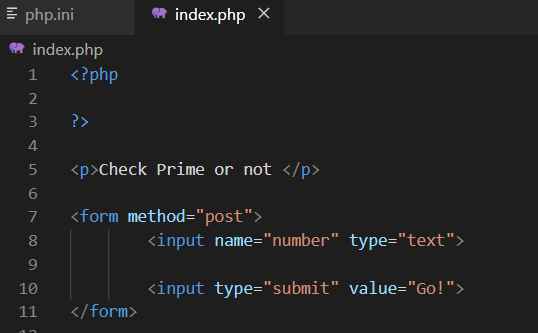 php.ini index.php ×
index.php
1 <?php
2
3 ?>
4
5 <p>Check Prime or not </p>
6
7 <form method="post">
8 <input name="number" type="text">
9
10 <input type="submit" value="Go!">
11 </form>